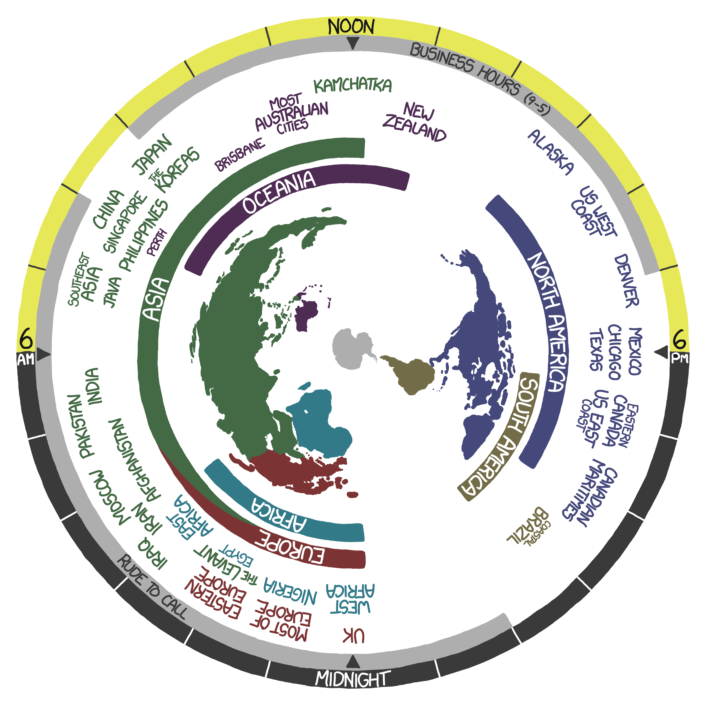 NOON
BUSINESS HOURS (9-5)
KAMCHATKA
MOST
AUSTRALIAN
CITIES
NEW
ZEALAND
BRISBANE
ALASKA
JAPAN
THE
KOREAS
OCEANIA
US WEST
COAST
CHINA
SINGAPORE
PHILIPPINES
PERTH
SOUTHEAST
ASIA
JAVA
DENVER
ASIA
NORTH AMERICA
6
AM
6
PM
MEXICO
CHICAGO
TEXAS
SOUTH AMERICA
INDIA
PAKISTAN
EASTERN
CANADA
US EAST
COAST
AFGHANISTAN
MOSCOW
IRAN
IRAQ
CANADIAN
MARITIMES
COASTAL
BRAZIL
AFRICA
EUROPE
EAST
AFRICA
EGYPT
THE LEVANT
EASTERN
EUROPE
NIGERIA
MOST OF
EUROPE
WEST
AFRICA
UK
RUDE TO CALL
MIDNIGHT